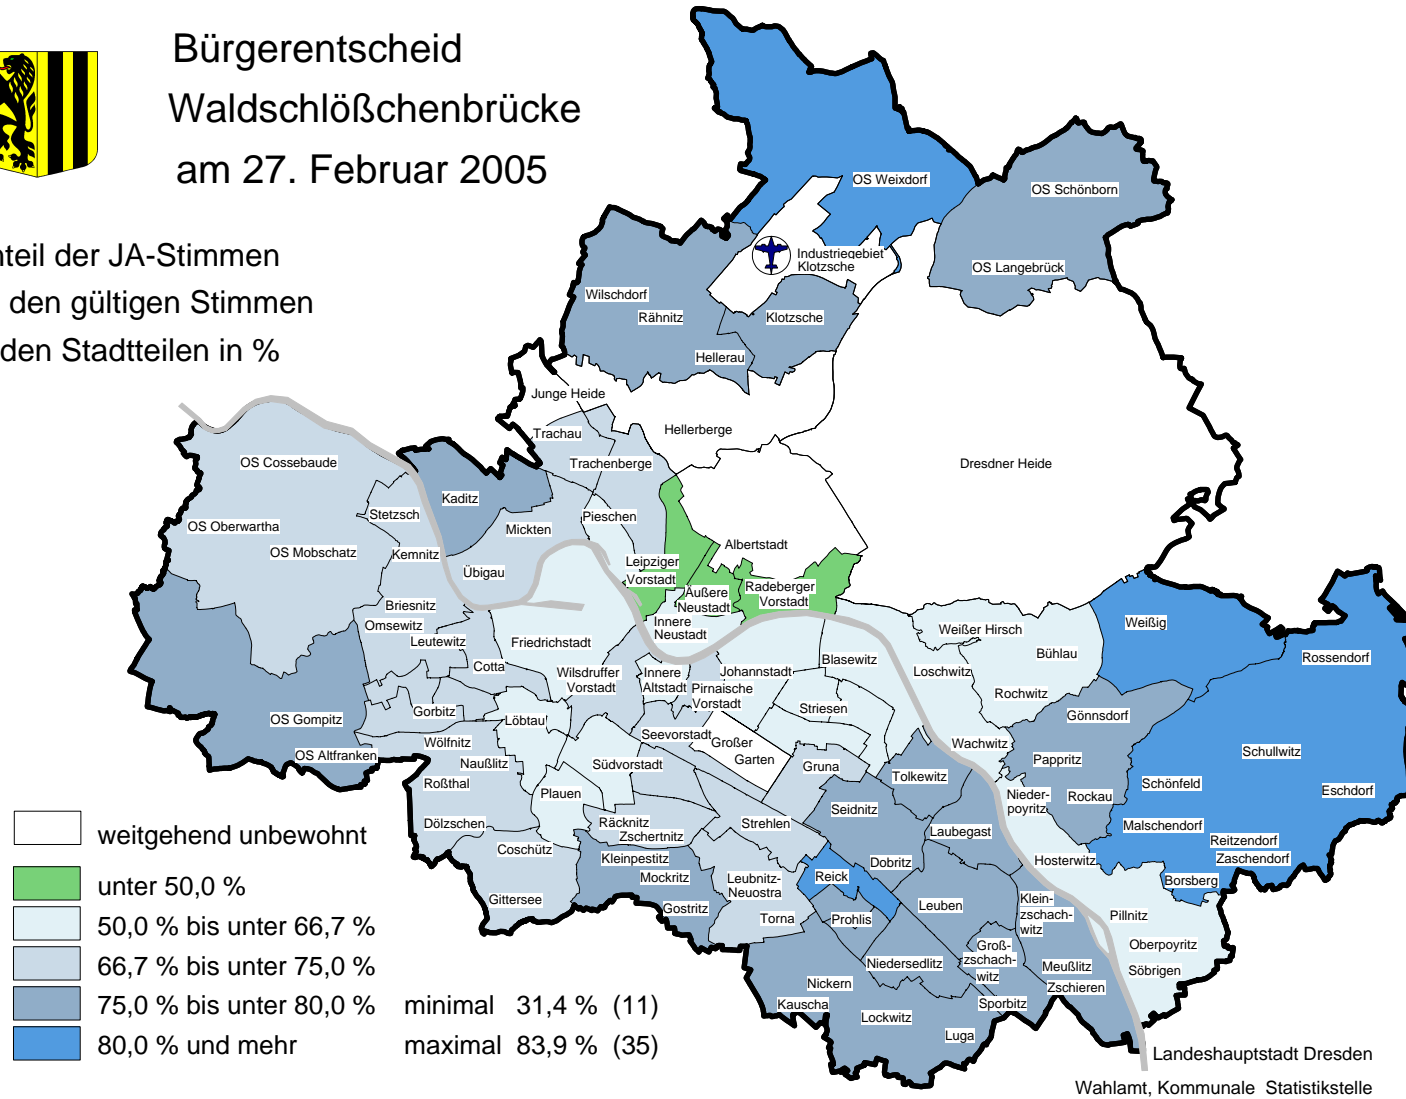 Bürgerentscheid
Waldschlößchenbrücke
am 27. Februar 2005
nteil der JA-Stimmen
den gültigen Stimmen
den Stadtteilen in %
OS Weixdorf
OS Schönborn
Industriegebiet
Klotzsche
OS Langebrück
Wilschdorf
Rähnitz
Klotzsche
Hellerau
Junge Heide
Hellerberge
Trachau
Trachenberge
OS Cossebaude
Dresdner Heide
Kaditz
Stetzsch
Pieschen
OS Oberwartha
Mickten
OS Mobschatz
Kemnitz
Albertstadt
Übigau
Leipziger
Vorstadt
Äußere
Neustadt
Radeberger
Vorstadt
Briesnitz
Omsewitz
Leutewitz
Friedrichstadt
Innere
Neustadt
Weißer Hirsch
Weißig
Bühlau
Rossendorf
Cotta
Wilsdruffer
Vorstadt
Innere
Altstadt
Johannstadt
Pirnaische
Vorstadt
Blasewitz
Loschwitz
Rochwitz
OS Gompitz
Gorbitz
Löbtau
Striesen
Gönnsdorf
Wölfnitz
Seevorstadt
Großer
Garten
Wachwitz
OS Altfranken
Naußlitz
Südvorstadt
Gruna
Pappritz
Schullwitz
Roßthal
Tolkewitz
Schönfeld
Plauen
Nieder-
poyritz
Rockau
Eschdorf
Seidnitz
Dölzschen
Räcknitz
Zschertnitz
Strehlen
Laubegast
Malschendorf
Reitzendorf
Coschütz
Kleinpestitz
Dobritz
Hosterwitz
Zaschendorf
Mockritz
Leubnitz-
Neuostra
Reick
Borsberg
Gittersee
Gostritz
Torna
Prohlis
Leuben
Klein-
zschach-
witz
Pillnitz
Oberpoyritz
Niedersedlitz
Groß-
zschach-
witz
Meußlitz
Söbrigen
Nickern
Zschieren
Kauscha
Sporbitz
Lockwitz
Luga
weitgehend unbewohnt
unter 50,0 %
50,0 % bis unter 66,7 %
66,7 % bis unter 75,0 %
75,0 % bis unter 80,0 % minimal 31,4 % (11)
80,0 % und mehr maximal 83,9 % (35)
Landeshauptstadt Dresden
Wahlamt, Kommunale Statistikstelle